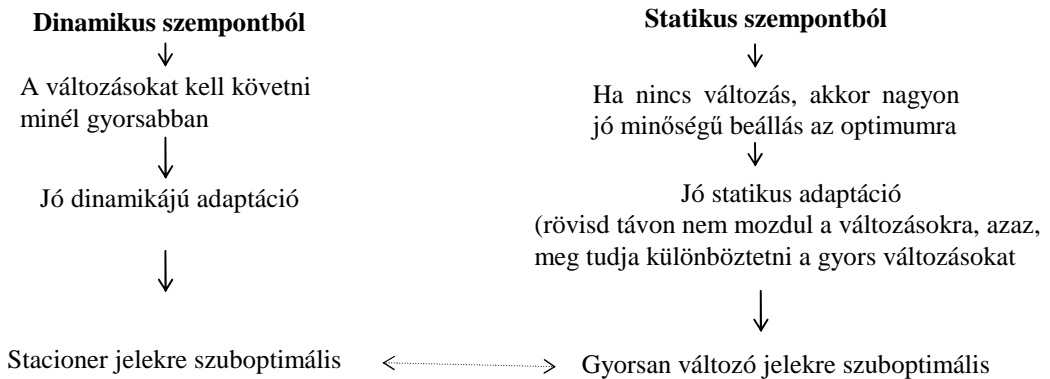 Dinamikus szempontból
A változásokat kell követni
minél gyorsabban
Jó dinamikájú adaptáció
Stacioner jelekre szuboptimális
Statikus szempontból
Ha nincs változás, akkor nagyon
jó minőségű beállás az optimumra
Jó statikus adaptáció
(rövisd távon nem mozdul a változásokra, azaz,
meg tudja különböztetni a gyors változásokat
Gyorsan változó jelekre szuboptimális